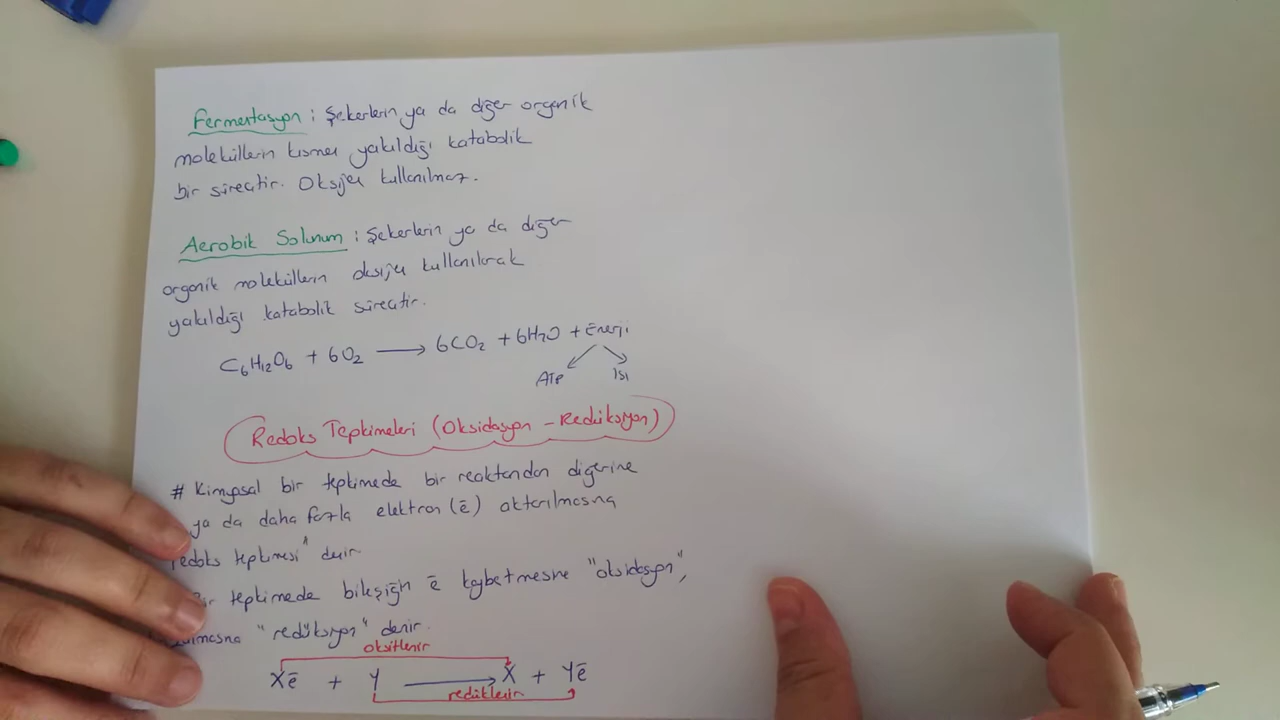 Fermentasyon : Şekerlerin ya da diğer organik
moleküllerin kısmen yakıldığı katabolik
bir süreçtir. Oksijen kullanılmaz.
Aerobik Solunum : Şekerlerin ya da diğer
organik moleküllerin oksijen kullanılarak
yakıldığı katabolik süreçtir.
C6H12O6 + 6O2 → 6CO2 + 6H2O + Enerji
ATP Isı
Redoks Tepkimeleri (Oksidasyon - Redüksiyon)
# Kimyasal bir tepkimede bir reaktandan diğerine
ya da daha fazla elektron (ē) aktarılmasına
redoks tepkimesi" denir
tepkimede bileşiğin ē kaybetmesine "oksidasyon",
"redüksiyon" denir.
oksitlenir
Xē + Y → X + Yē
redüklenir